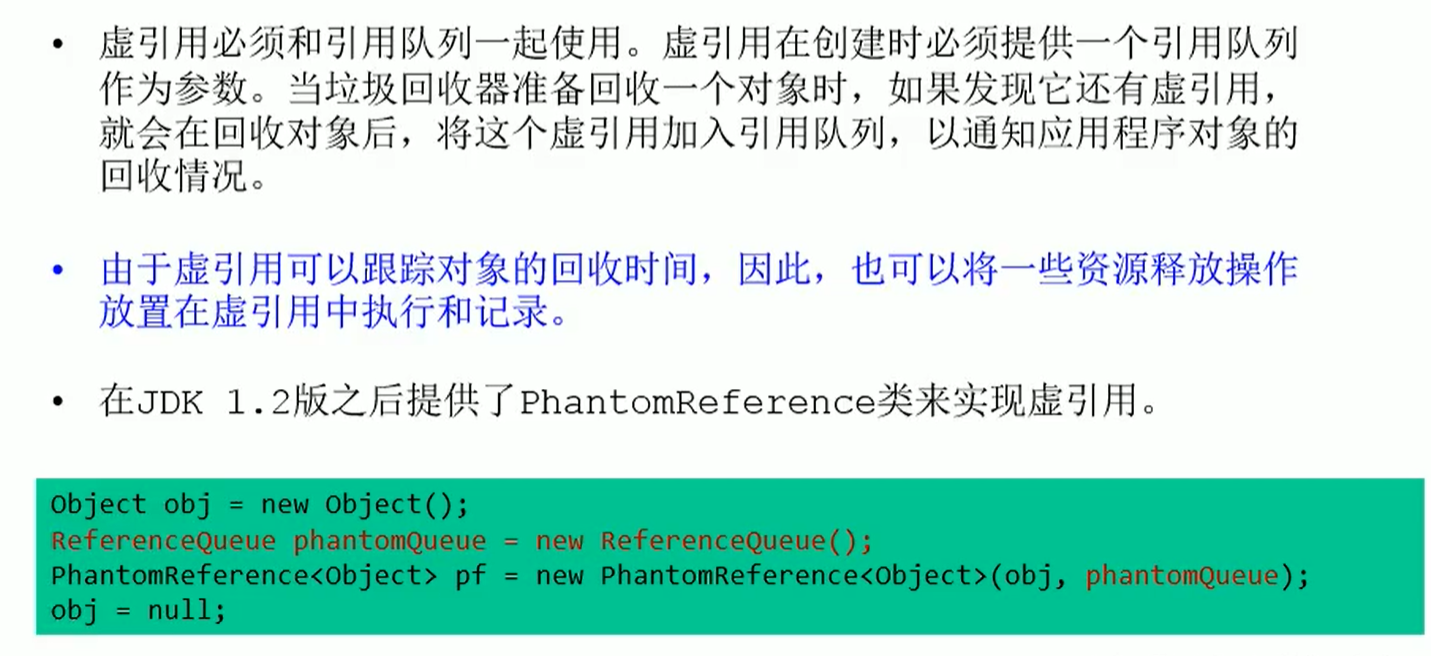 • 虚引用必须和引用队列一起使用。虚引用在创建时必须提供一个引用队列
作为参数。当垃圾回收器准备回收一个对象时，如果发现它还有虚引用，
就会在回收对象后，将这个虚引用加入引用队列，以通知应用程序对象的
回收情况。
• 由于虚引用可以跟踪对象的回收时间，因此，也可以将一些资源释放操作
放置在虚引用中执行和记录。
• 在JDK 1.2版之后提供了PhantomReference类来实现虚引用。
Object obj = new Object();
ReferenceQueue phantomQueue = new ReferenceQueue();
PhantomReference<Object> pf = new PhantomReference<Object>(obj, phantomQueue);
obj = null;